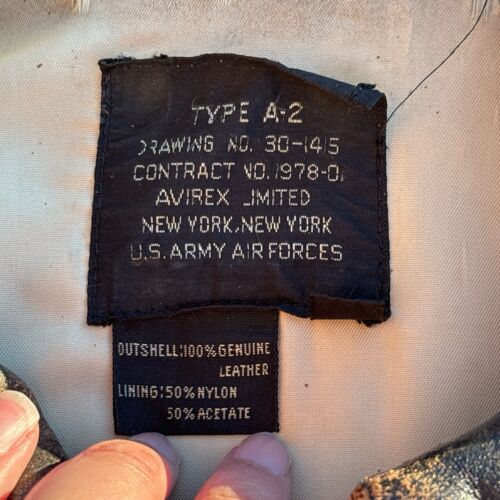 TYPE A-2
DRAWING NO. 30-1415
CONTRACT NO. 1978-01
AVIREX LIMITED
NEW YORK, NEW YORK
U.S. ARMY AIR FORCES
OUTSHELL:100% GENUINE
LEATHER
LINING:50% NYLON
50% ACETATE